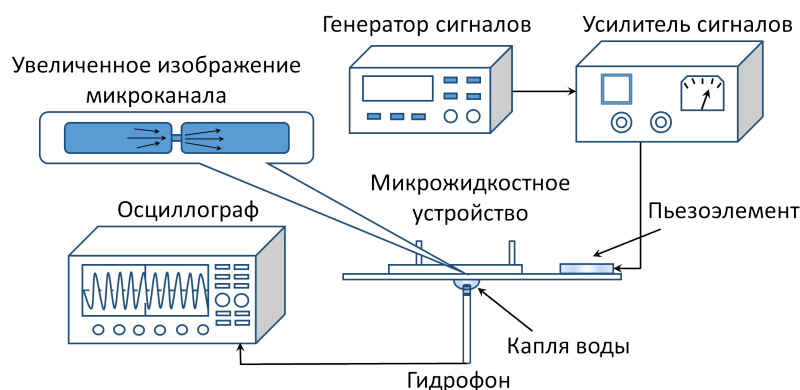 Генератор сигналов
Усилитель сигналов
Увеличенное изображение
микроканала
Микрожидкостное
устройство
Осциллограф
Пьезоэлемент
Капля воды
Гидрофон